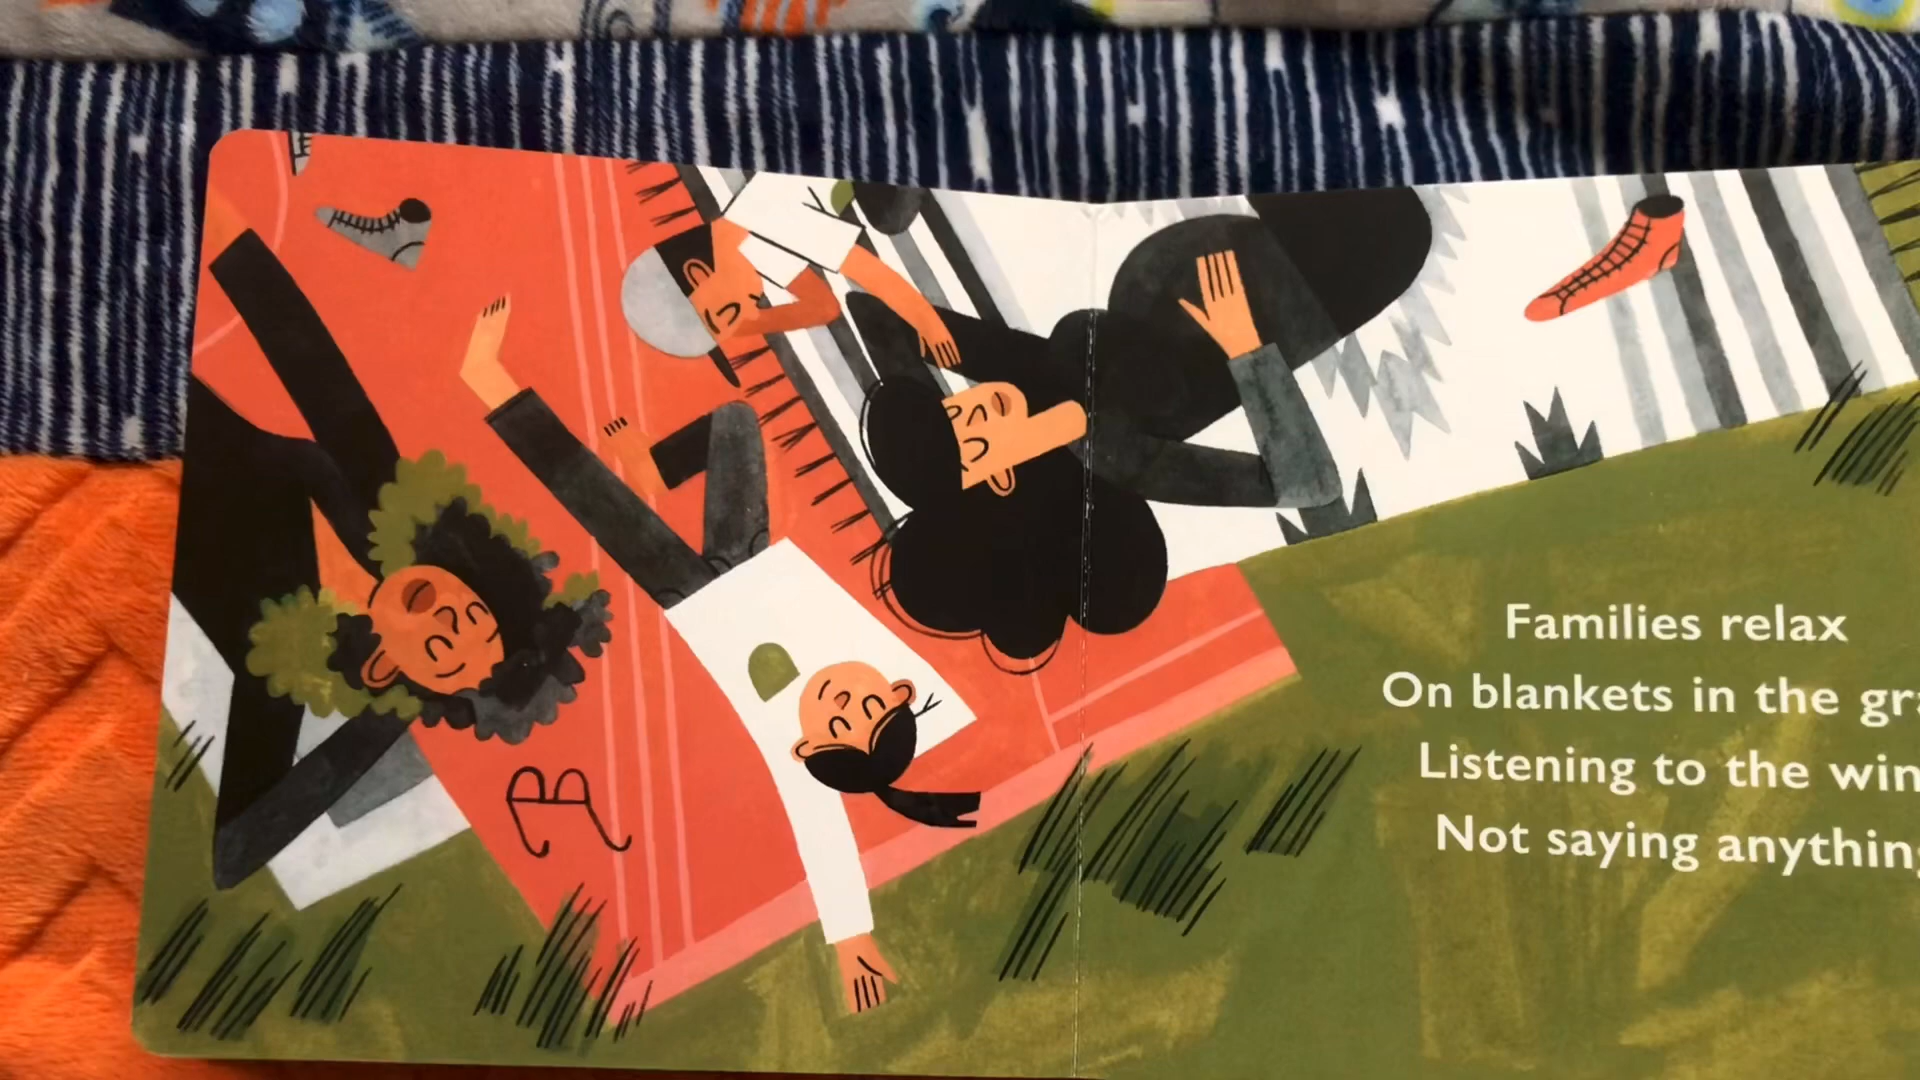 B
Families relax
On blankets in the
Listening to the
Not saying